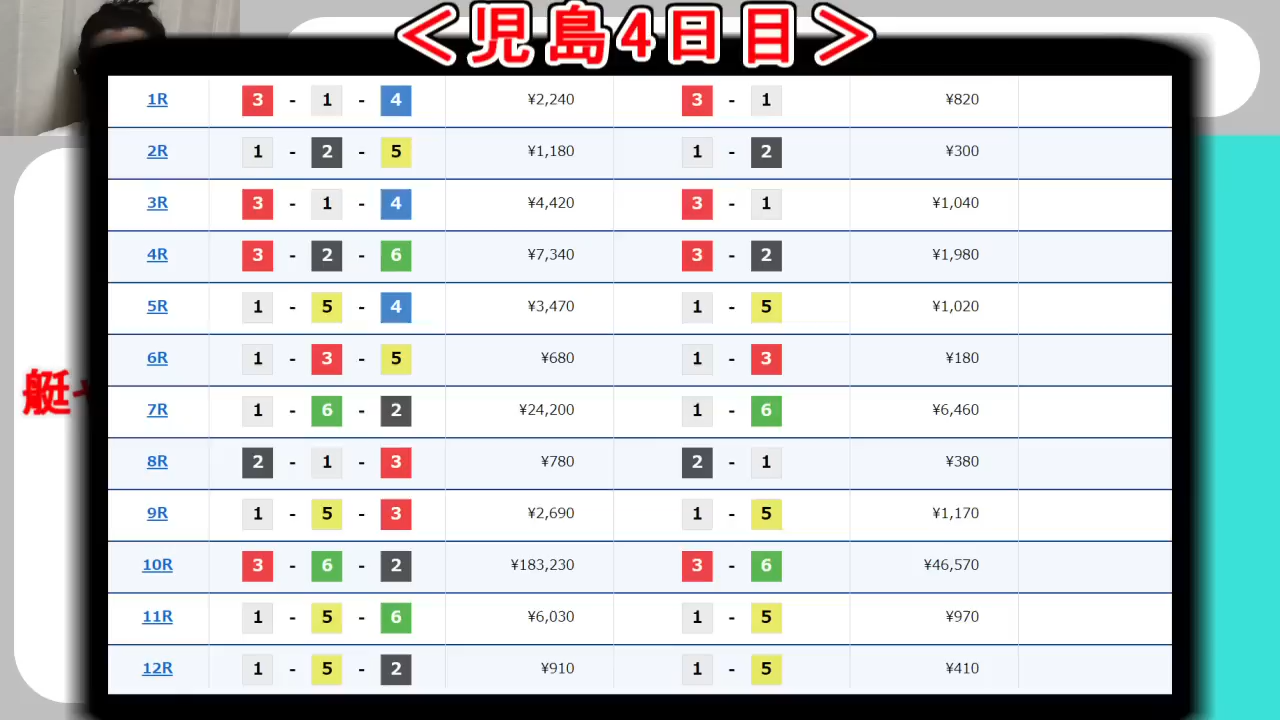 ＜児島4日目＞
1R 3 - 1 - 4 ¥2,240 3 - 1 ¥820
2R 1 - 2 - 5 ¥1,180 1 - 2 ¥300
3R 3 - 1 - 4 ¥4,420 3 - 1 ¥1,040
4R 3 - 2 - 6 ¥7,340 3 - 2 ¥1,980
5R 1 - 5 - 4 ¥3,470 1 - 5 ¥1,020
6R 1 - 3 - 5 ¥680 1 - 3 ¥180
艇
7R 1 - 6 - 2 ¥24,200 1 - 6 ¥6,460
8R 2 - 1 - 3 ¥780 2 - 1 ¥380
9R 1 - 5 - 3 ¥2,690 1 - 5 ¥1,170
10R 3 - 6 - 2 ¥183,230 3 - 6 ¥46,570
11R 1 - 5 - 6 ¥6,030 1 - 5 ¥970
12R 1 - 5 - 2 ¥910 1 - 5 ¥410